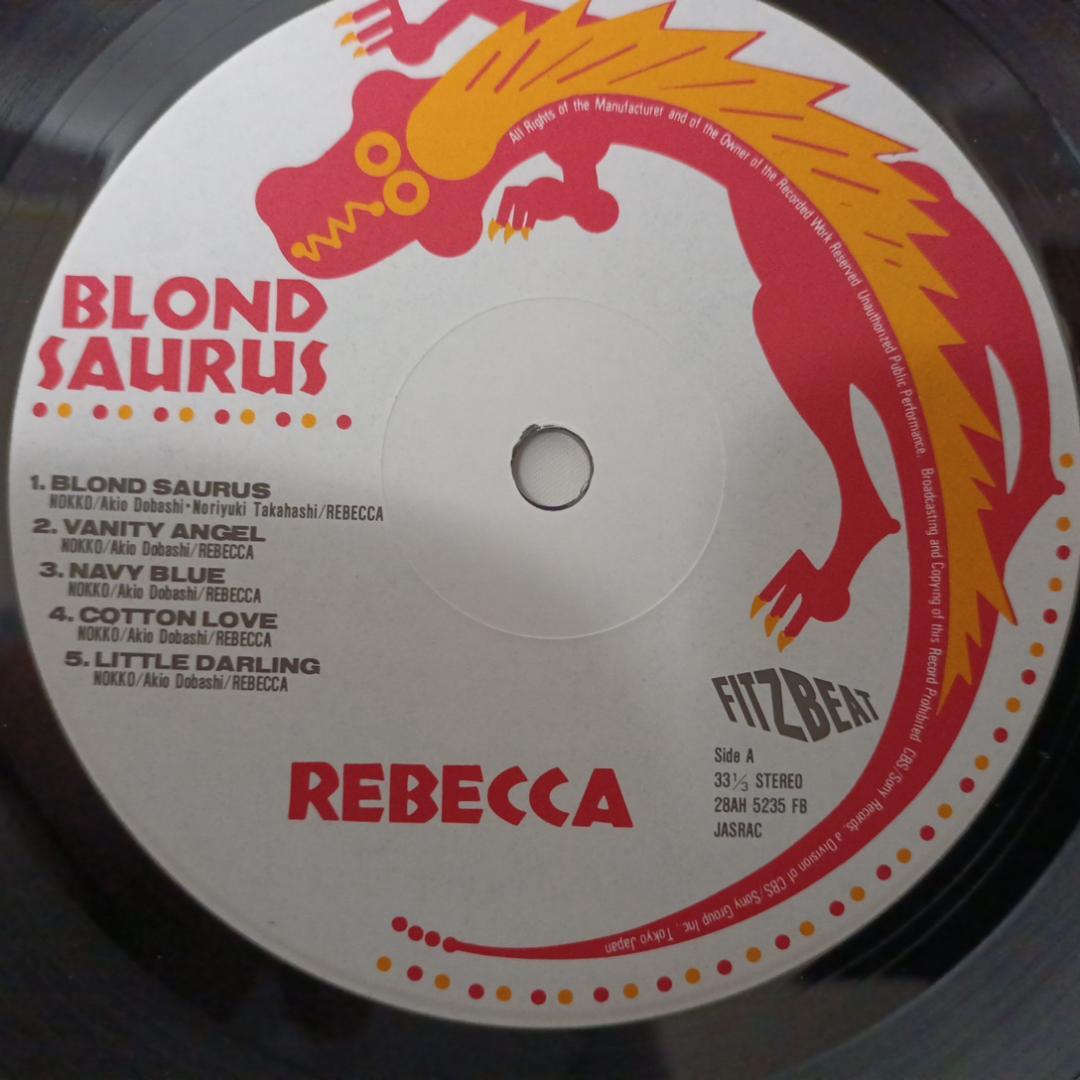 All Rights of the Manufacturer and of the Owner of the Recorded Work Reserved Unauthorized Public Performance. Broadcasting and Copying of this Record Prohibited CBS/Sony Records, a Division of CBS/Sony Group Inc., Tokyo Japan
BLOND
SAURUS
1. BLOND SAURUS
NOKKO/Akio Dobashi・Noriyuki Takahashi/REBECCA
2. VANITY ANGEL
NOKKO/Akio Dobashi/REBECCA
3. NAVY BLUE
NOKKO/Akio Dobashi/REBECCA
4. COTTON LOVE
NOKKO/Akio Dobashi/REBECCA
5. LITTLE DARLING
NOKKO/Akio Dobashi/REBECCA
FITZBEAT
Side A
33⅓ STEREO
28AH 5235 FB
JASRAC
REBECCA